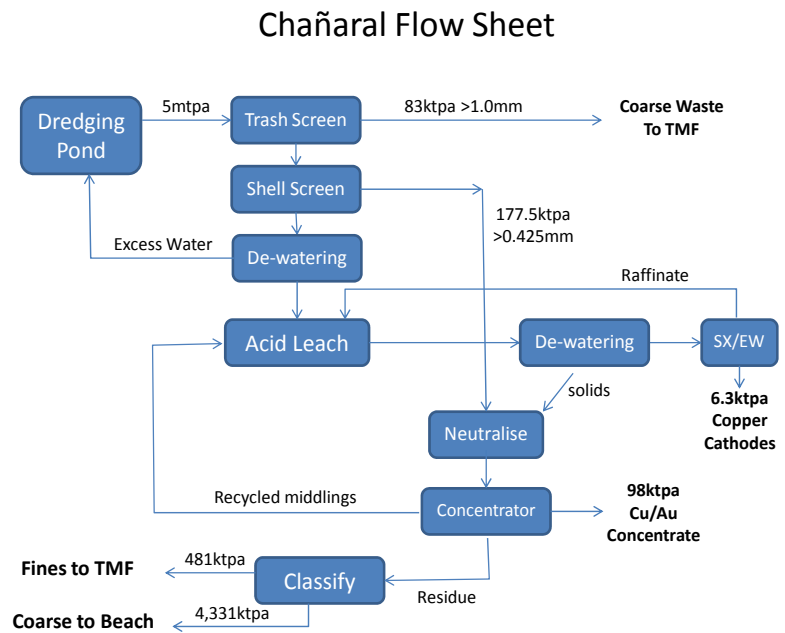 Chañaral Flow Sheet
Dredging
Pond
5mtpa
Trash Screen
83ktpa >1.0mm
Coarse Waste
To TMF
Shell Screen
177.5ktpa
>0.425mm
Excess Water
De-watering
Raffinate
Acid Leach
De-watering
SX/EW
solids
6.3ktpa
Copper
Cathodes
Neutralise
Recycled middlings
Concentrator
98ktpa
Cu/Au
Concentrate
Fines to TMF
481ktpa
Classify
Residue
Coarse to Beach
4,331ktpa